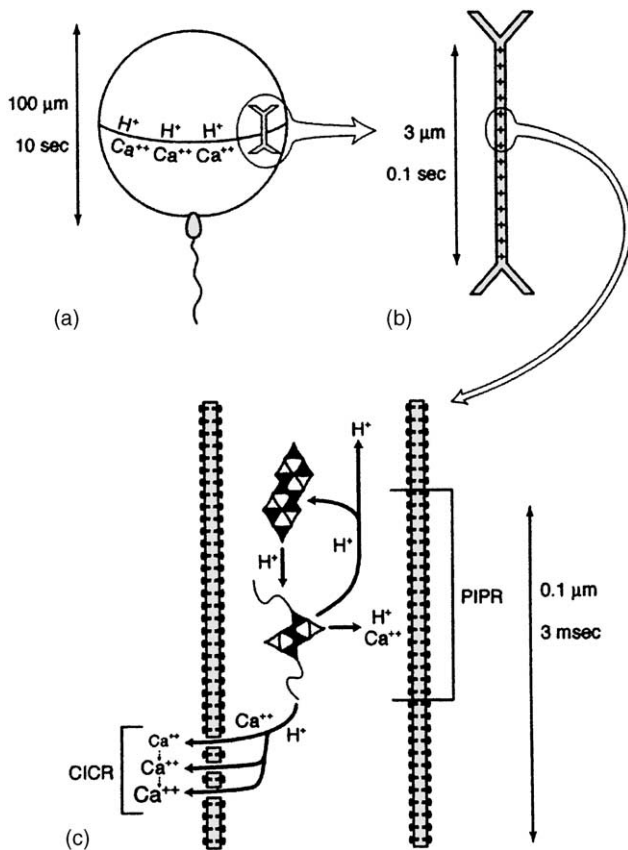 100 μm
10 sec
H⁺ H⁺ H⁺
Ca⁺⁺ Ca⁺⁺ Ca⁺⁺
(a)
3 μm
0.1 sec
+
+
+
+
+
+
+
+
+
+
+
+
+
(b)
H⁺
H⁺
H⁺
H⁺
Ca⁺⁺
PIPR
0.1 μm
3 msec
Ca⁺⁺
H⁺
CICR
Ca⁺⁺
Ca⁺⁺
Ca⁺⁺
(c)